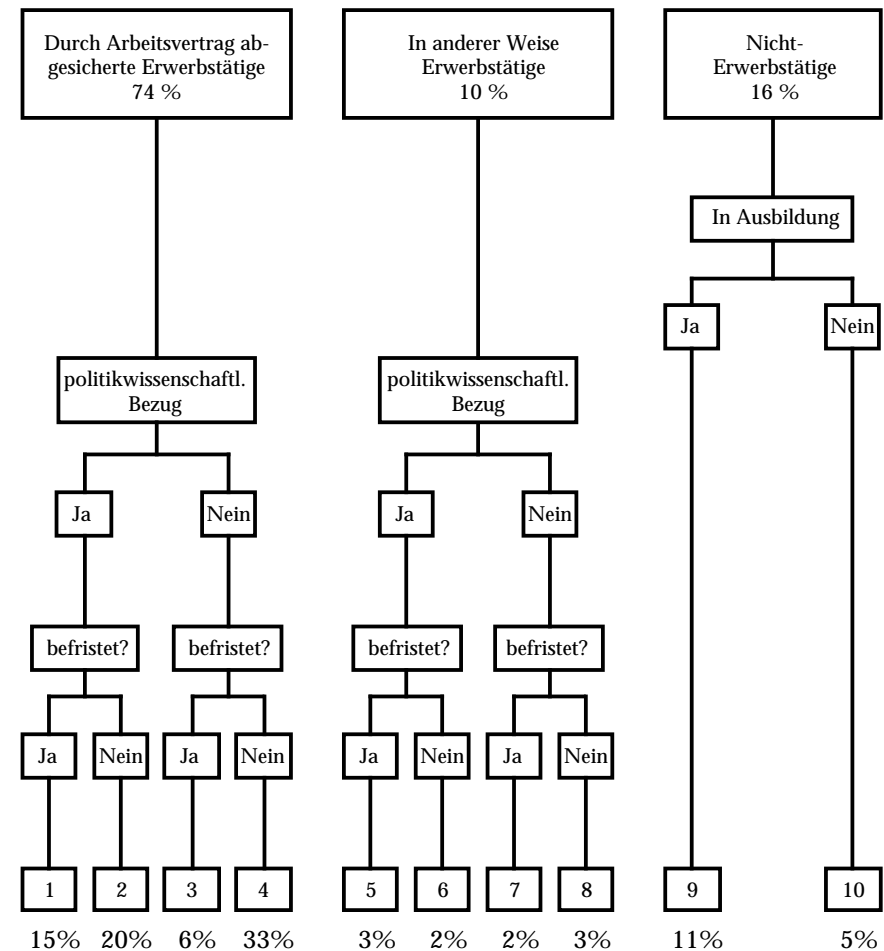 Durch Arbeitsvertrag ab-
gesicherte Erwerbstätige
74 %
In anderer Weise
Erwerbstätige
10 %
Nicht-
Erwerbstätige
16 %
In Ausbildung
Ja
Nein
politikwissenschaftl.
Bezug
politikwissenschaftl.
Bezug
Ja
Nein
Ja
Nein
befristet?
befristet?
befristet?
befristet?
Ja
Nein
Ja
Nein
Ja
Nein
Ja
Nein
1
2
3
4
5
6
7
8
9
10
15%
20%
6%
33%
3%
2%
2%
3%
11%
5%